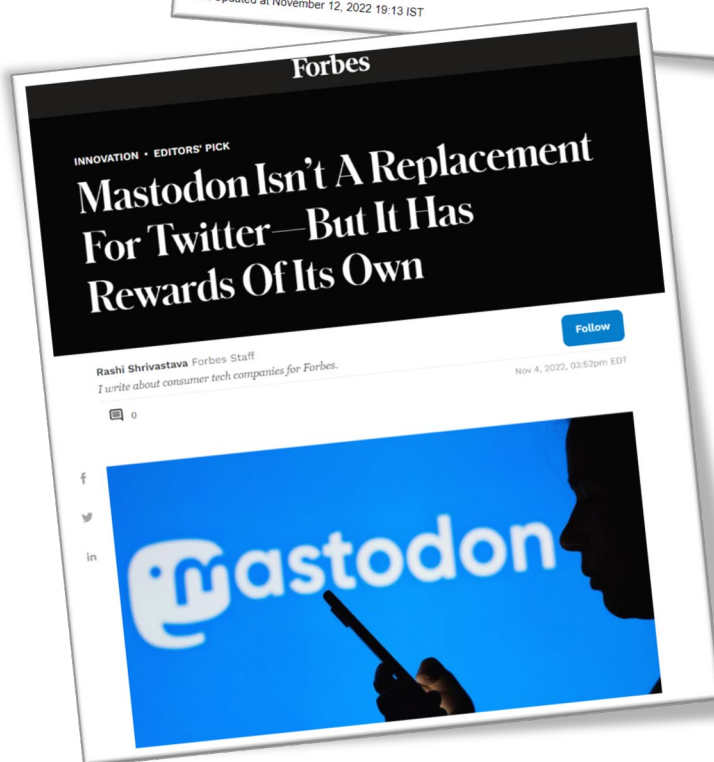 Updated at November 12, 2022 19:13 IST
Forbes
INNOVATION • EDITORS' PICK
Mastodon Isn't A Replacement
For Twitter—But It Has
Rewards Of Its Own
Follow
Rashi Shrivastava Forbes Staff
I write about consumer tech companies for Forbes.
Nov 4, 2022, 03:52pm EDT
0
f
in
mastodon